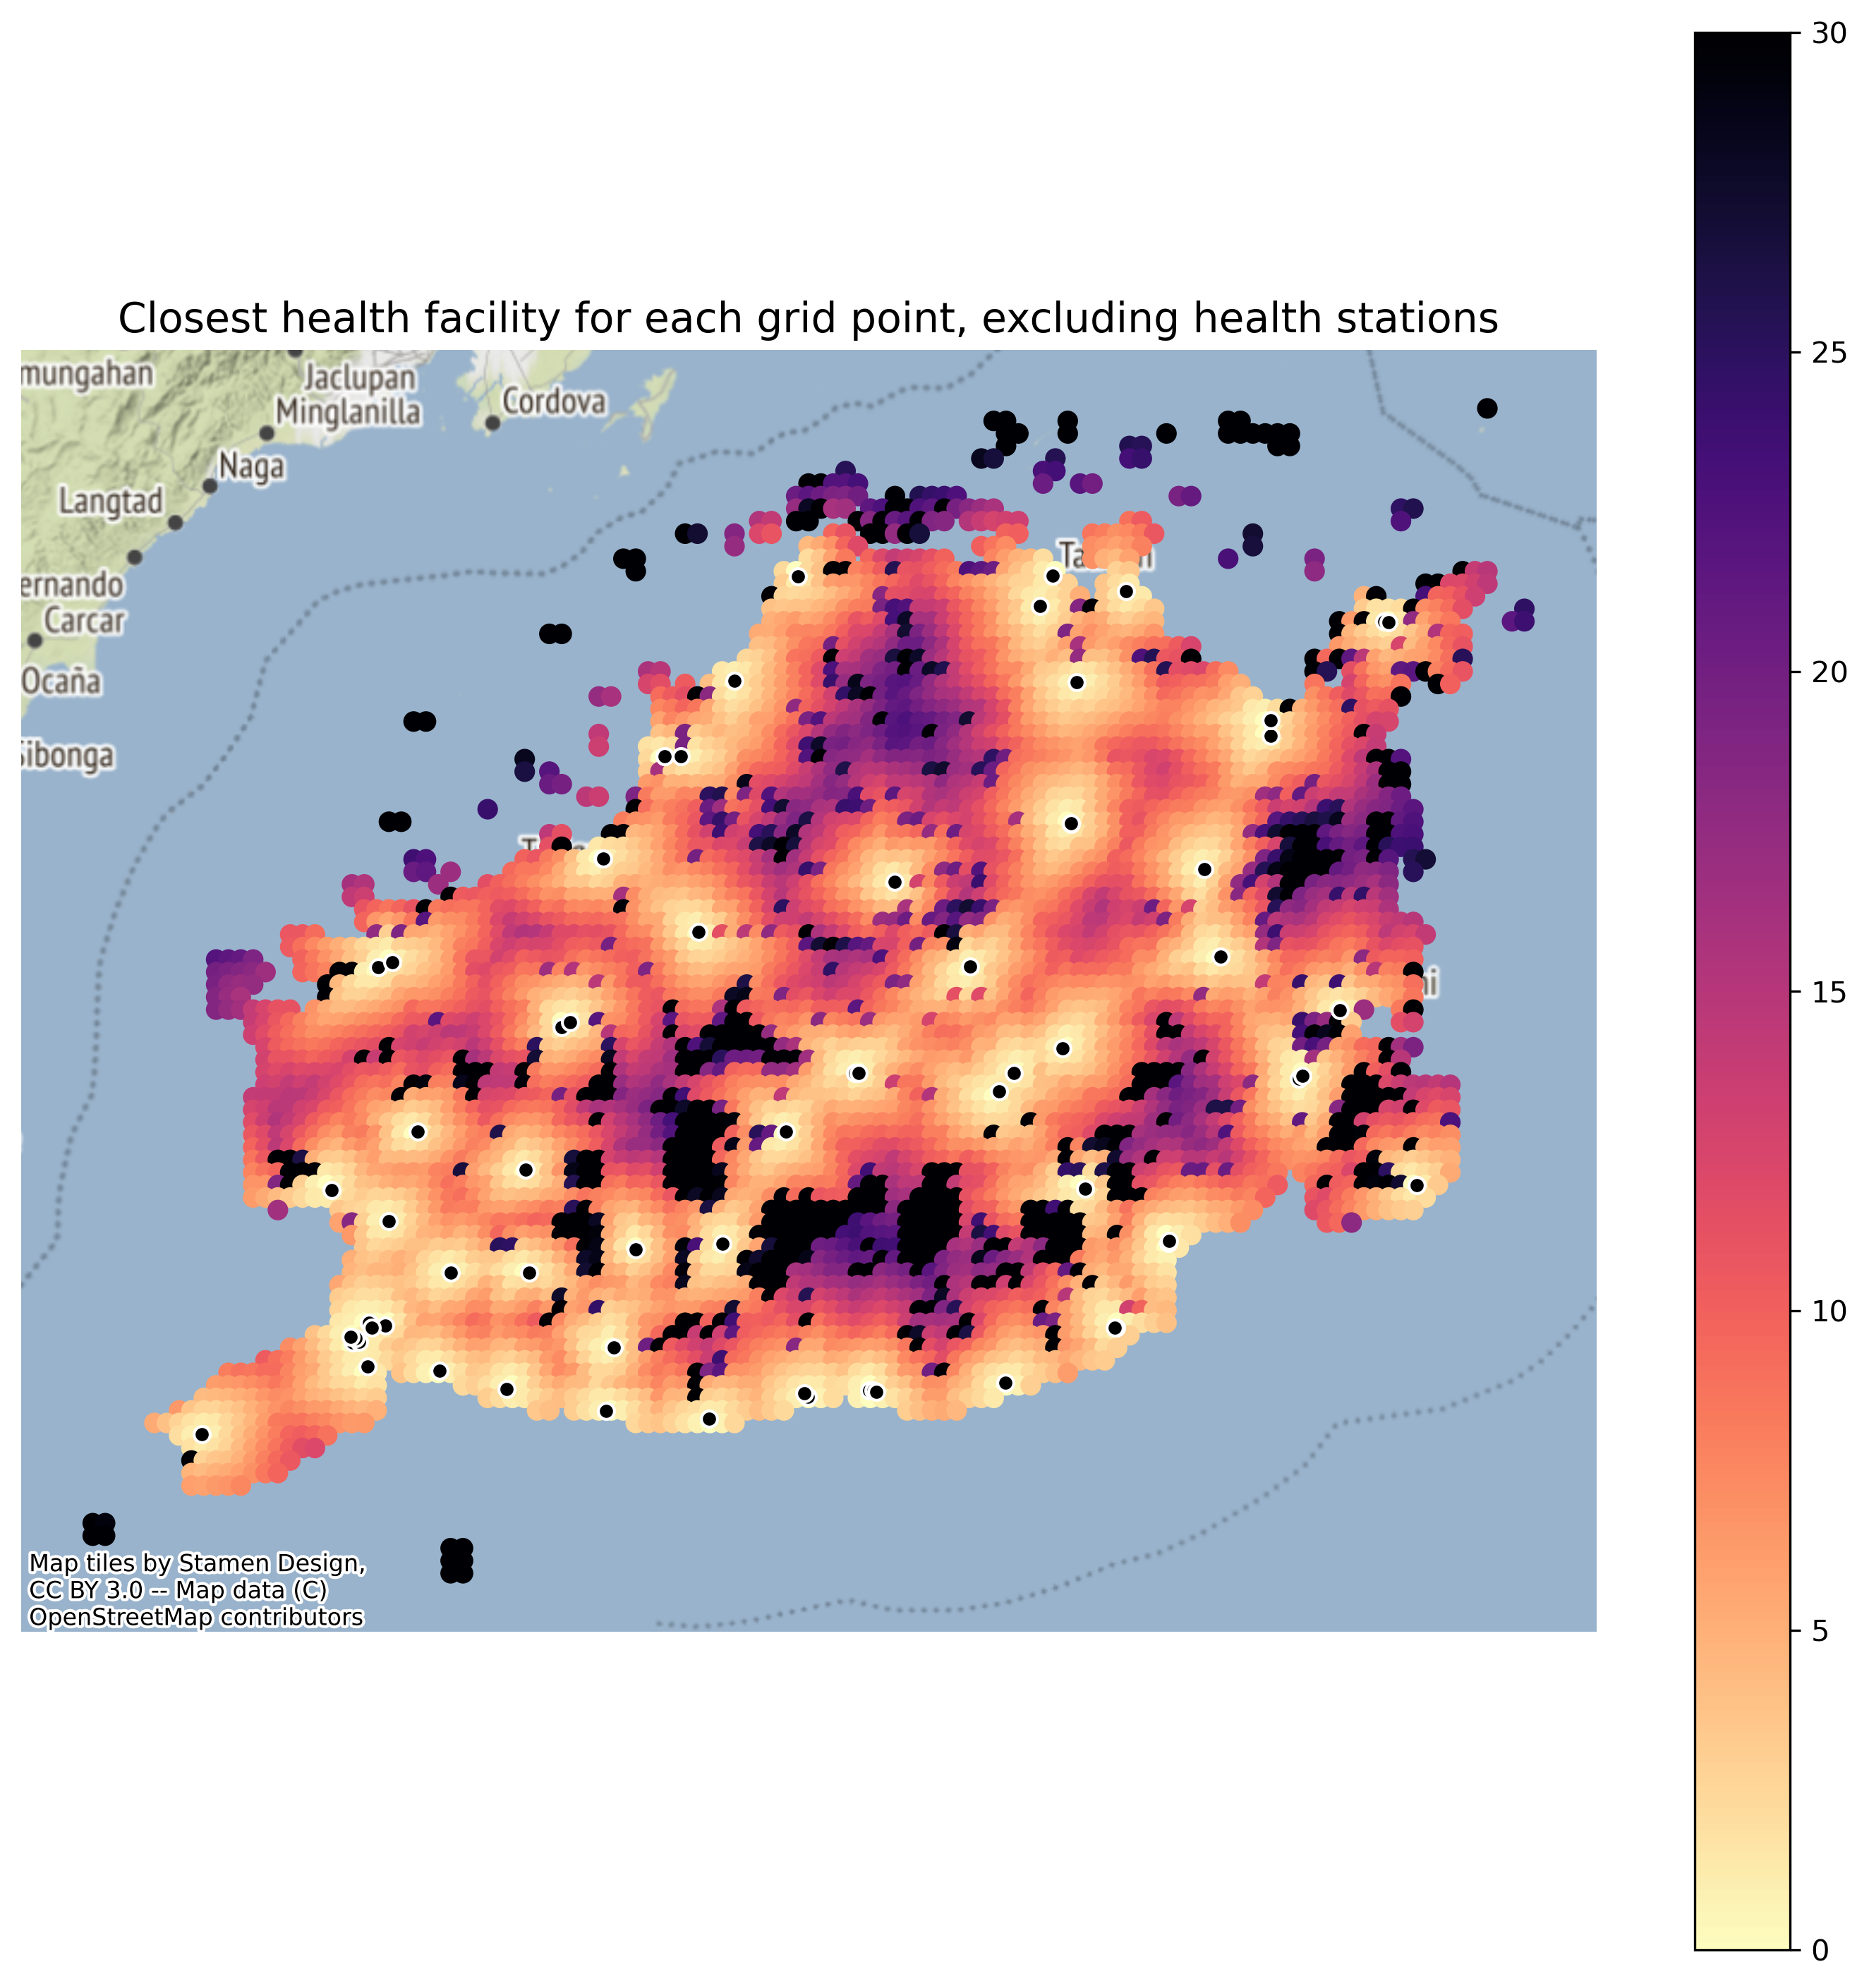 Closest health facility for each grid point, excluding health stations
mungahan
Jaclupan
Minglanilla
Cordova
Naga
Langtad
ernando
Carcar
Ocaña
ibonga
Map tiles by Stamen Design,
CC BY 3.0 -- Map data (C)
OpenStreetMap contributors
30
25
20
15
10
5
0